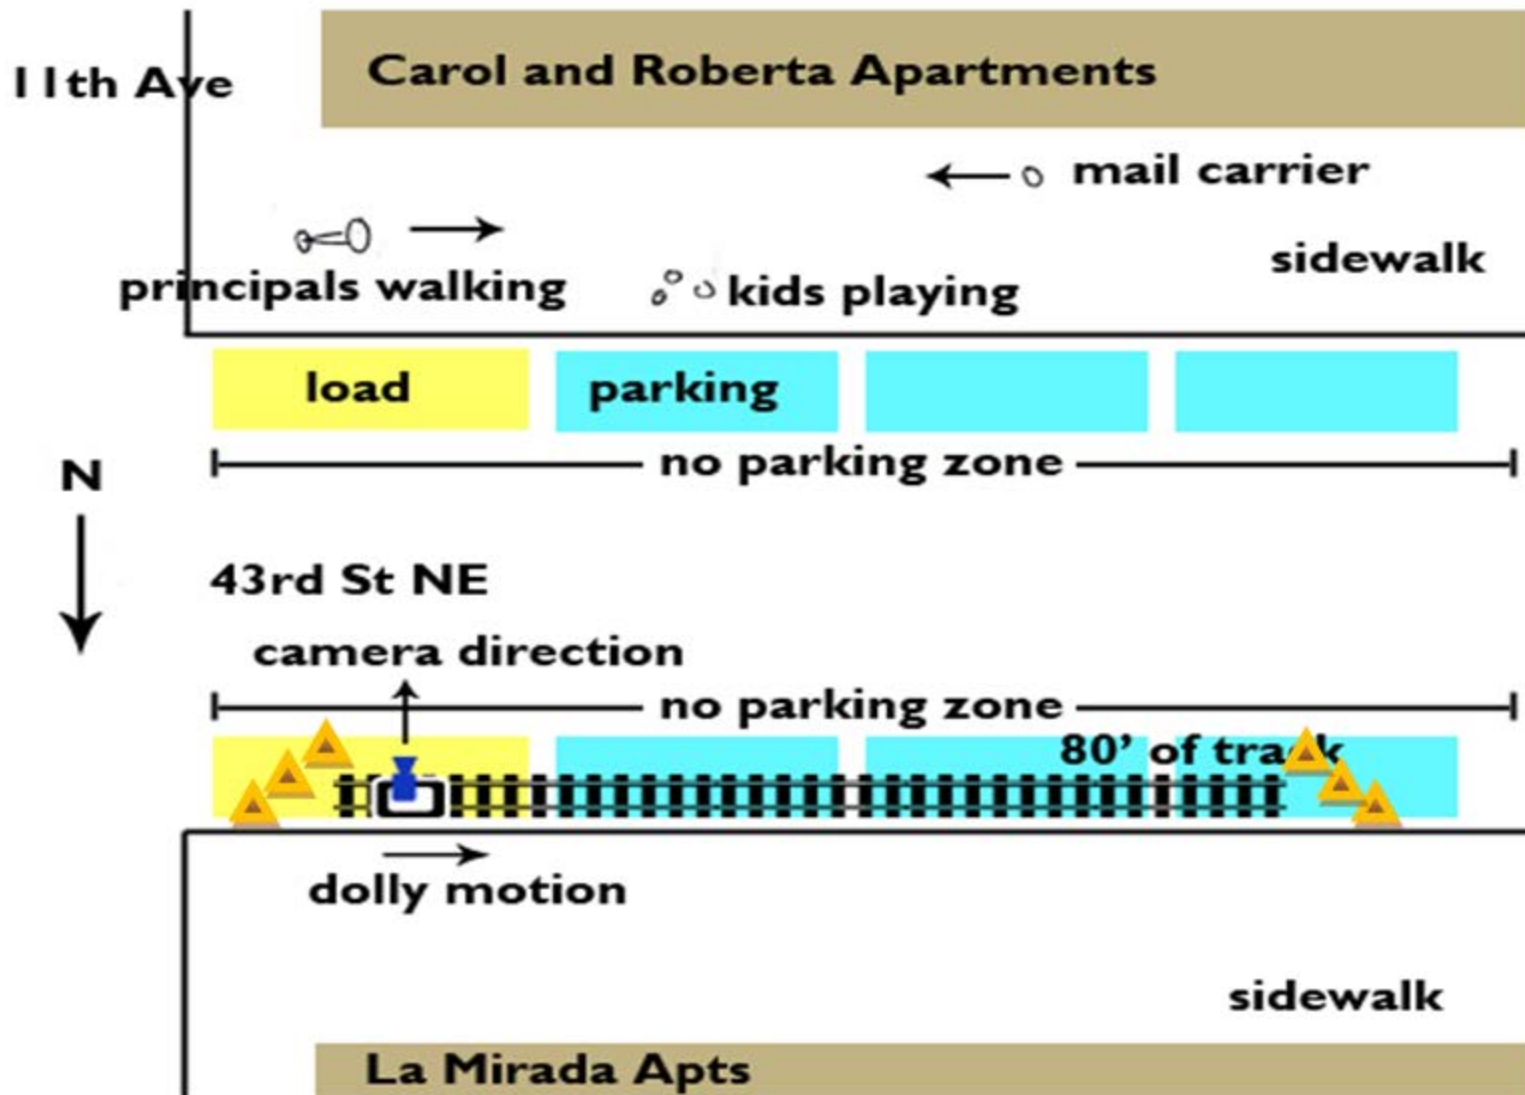 11th Ave
Carol and Roberta Apartments
mail carrier
sidewalk
principals walking
kids playing
load
parking
no parking zone
N
43rd St NE
camera direction
no parking zone
80’ of track
dolly motion
sidewalk
La Mirada Apts